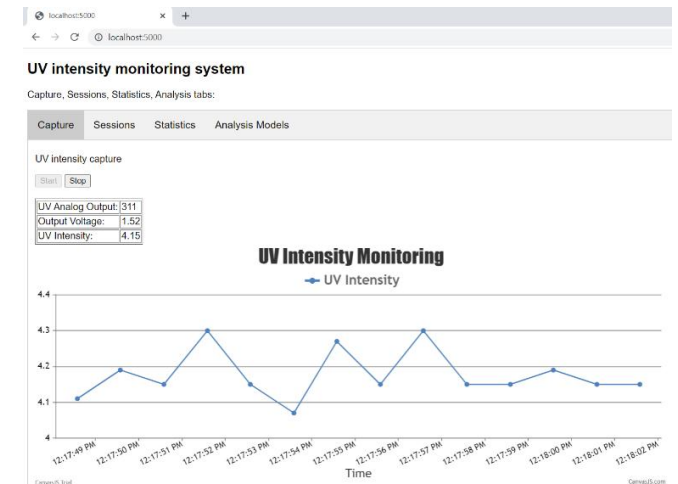 localhost:5000
localhost:5000
UV intensity monitoring system
Capture, Sessions, Statistics, Analysis tabs:
Capture Sessions Statistics Analysis Models
UV intensity capture
Start Stop
UV Analog Output: 311
Output Voltage: 1.52
UV Intensity: 4.15
UV Intensity Monitoring
UV Intensity
4.4
4.3
4.2
4.1
4
12:17:49 PM 12:17:50 PM 12:17:51 PM 12:17:52 PM 12:17:53 PM 12:17:54 PM 12:17:55 PM 12:17:56 PM 12:17:57 PM 12:17:58 PM 12:17:59 PM 12:18:00 PM 12:18:01 PM 12:18:02 PM
Time
CanvasJS Trial CanvasJS.com